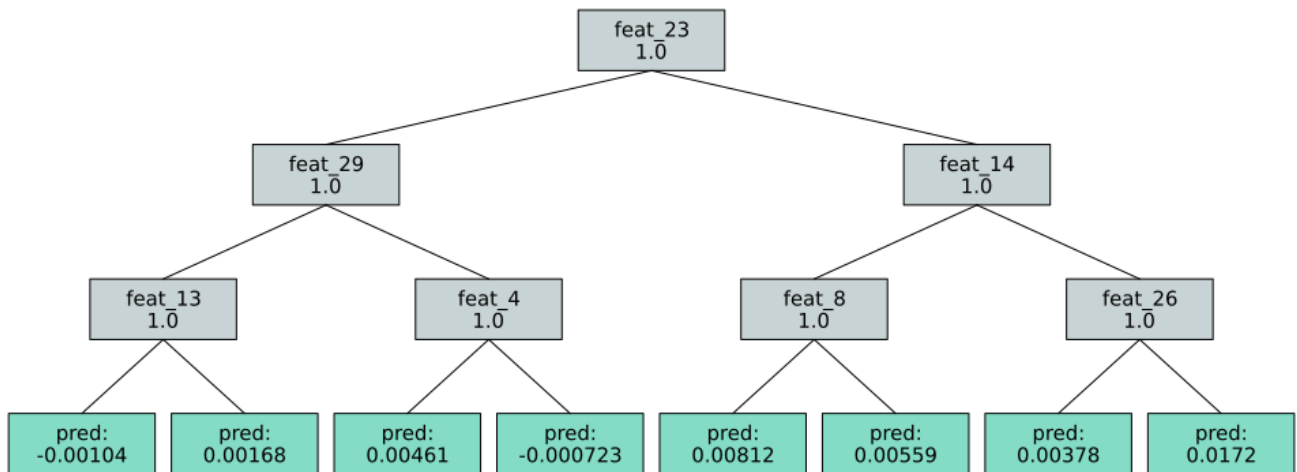 feat_23
1.0
feat_29
1.0
feat_14
1.0
feat_13
1.0
feat_4
1.0
feat_8
1.0
feat_26
1.0
pred:
-0.00104
pred:
0.00168
pred:
0.00461
pred:
-0.000723
pred:
0.00812
pred:
0.00559
pred:
0.00378
pred:
0.0172